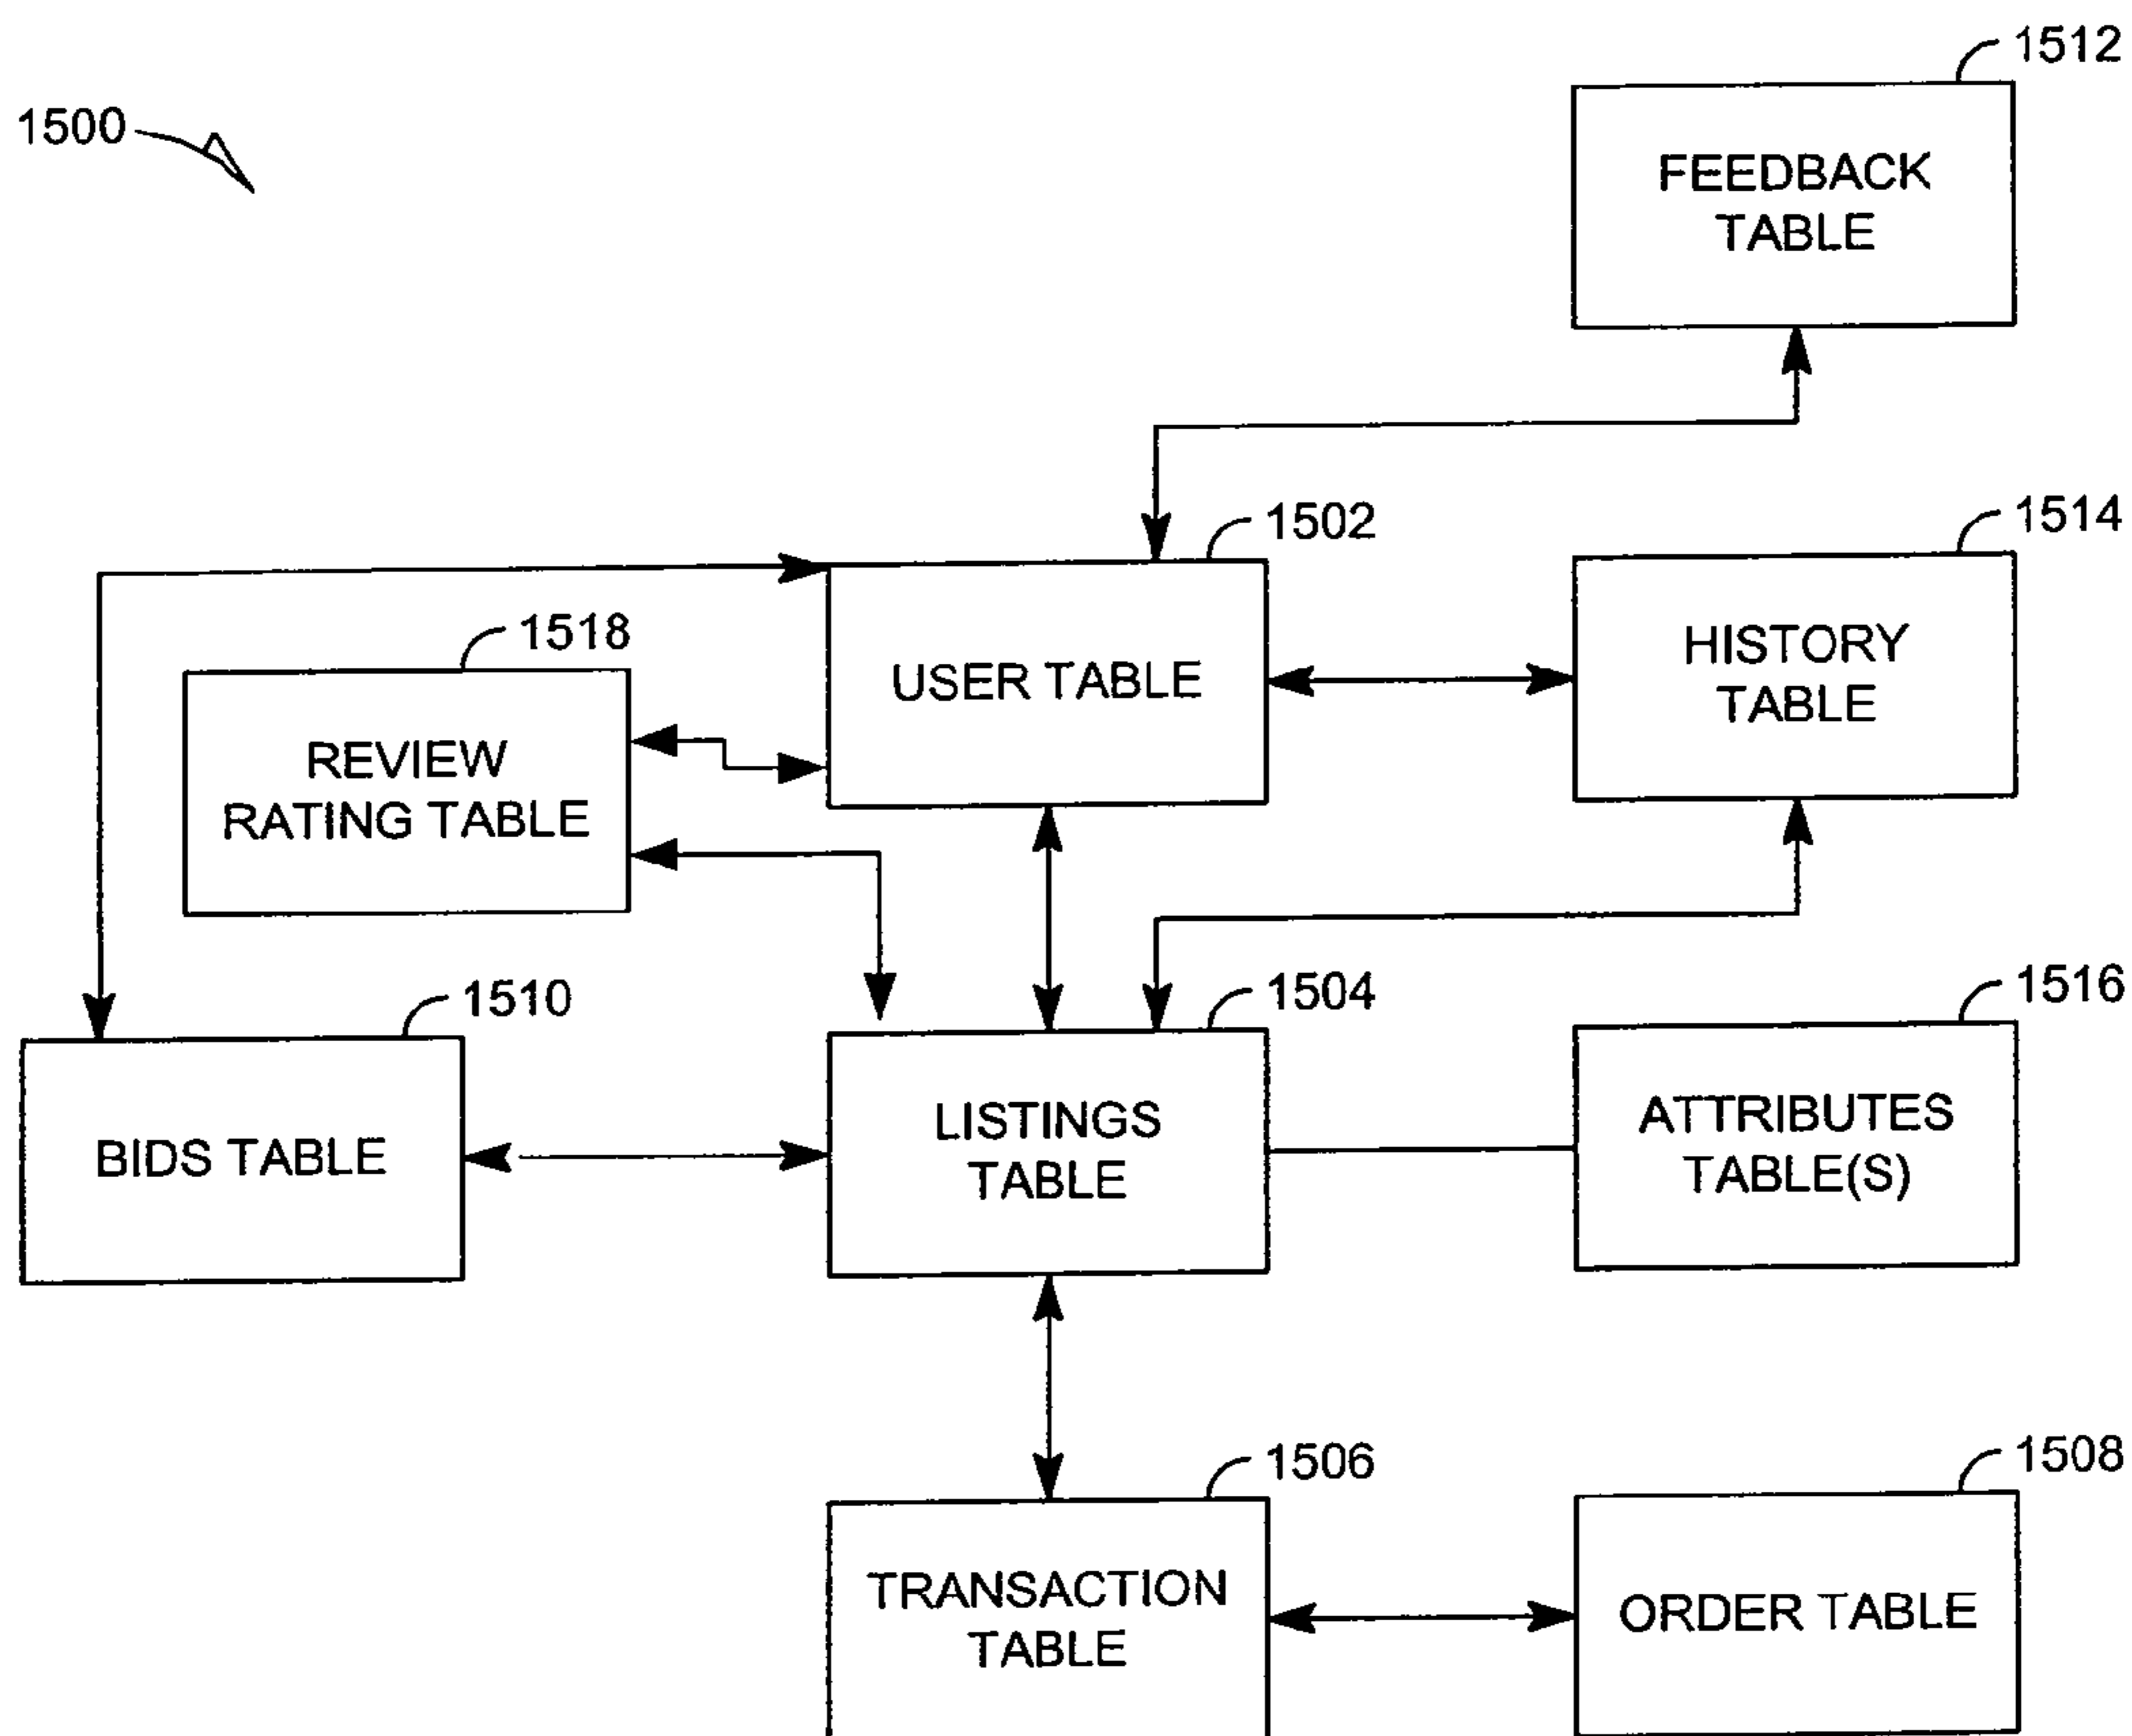 1512
1500
FEEDBACK
TABLE
1502
1514
1518
USER TABLE
HISTORY
TABLE
REVIEW
RATING TABLE
1510
1504
1516
BIDS TABLE
LISTINGS
TABLE
ATTRIBUTES
TABLE(S)
1506
1508
TRANSACTION
TABLE
ORDER TABLE